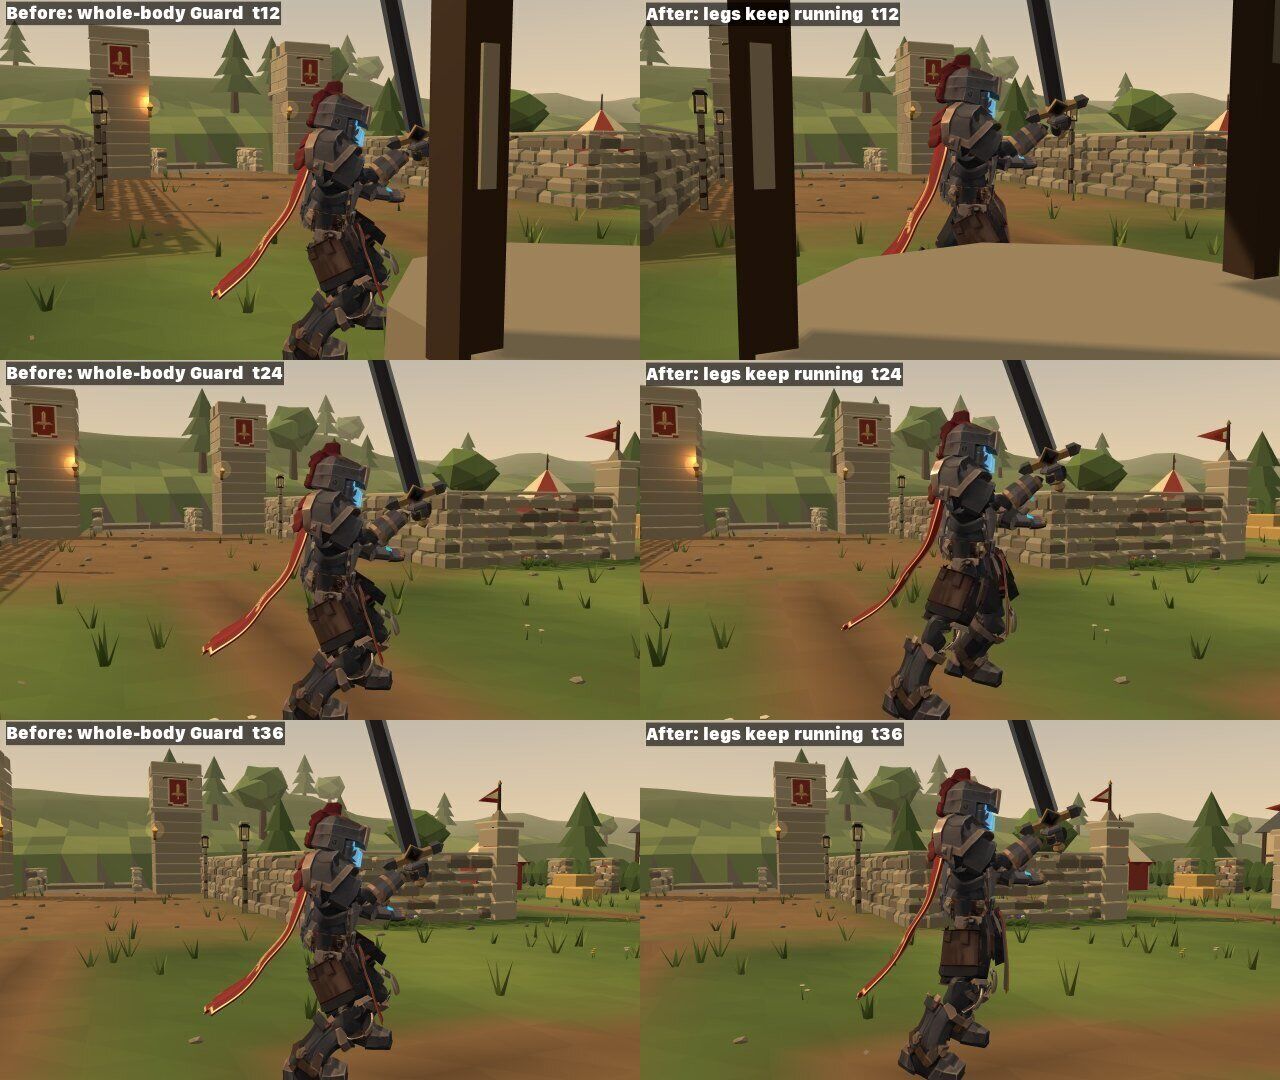 Before: whole-body Guard t12
After: legs keep running t12
Before: whole-body Guard t24
After: legs keep running t24
Before: whole-body Guard t36
After: legs keep running t36